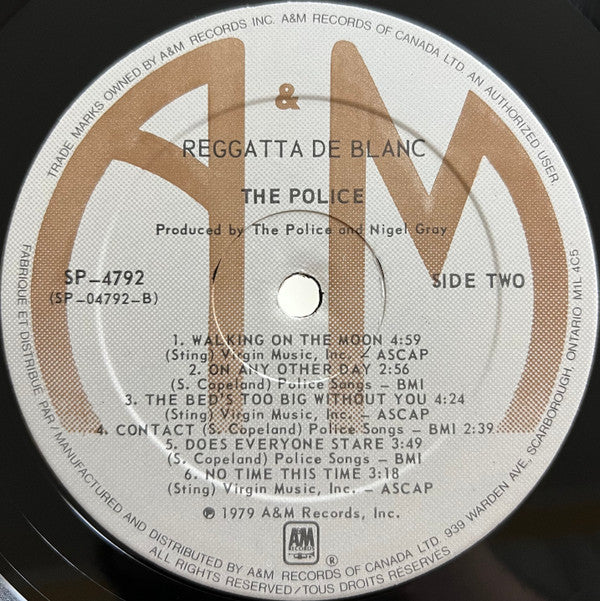 TRADE MARKS OWNED BY A&M RECORDS INC. A&M RECORDS OF CANADA LTD. AN AUTHORIZED USER
A & M
REGGATTA DE BLANC
THE POLICE
Produced by The Police and Nigel Gray
SP-4792
(SP-04792-B)
SIDE TWO
1. WALKING ON THE MOON 4:59
(Sting) Virgin Music, Inc. - ASCAP
2. ON ANY OTHER DAY 2:56
(S. Copeland) Police Songs - BMI
3. THE BED'S TOO BIG WITHOUT YOU 4:24
(Sting) Virgin Music, Inc. - ASCAP
4. CONTACT (S. Copeland) Police Songs - BMI 2:39
5. DOES EVERYONE STARE 3:49
(S. Copeland) Police Songs - BMI
6. NO TIME THIS TIME 3:18
(Sting) Virgin Music, Inc. - ASCAP
℗ 1979 A&M Records, Inc.
A&M
RECORDS
®
FABRIQUE ET DISTRIBUE PAR/MANUFACTURED AND DISTRIBUTED BY A&M RECORDS OF CANADA LTD. 939 WARDEN AVE., SCARBOROUGH, ONTARIO M1L 4C5
ALL RIGHTS RESERVED/TOUS DROITS RÉSERVÉS